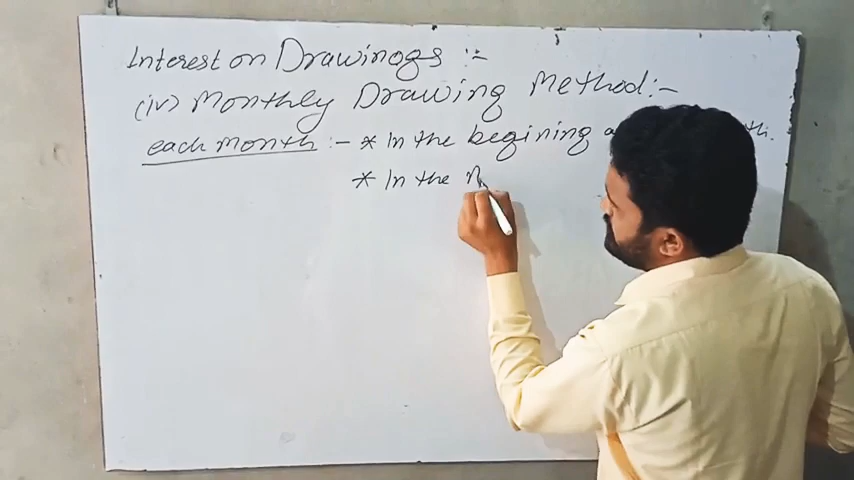 Interest on Drawings :-
(iv) Monthly Drawing Method :-
each month :- * In the begining
* In the